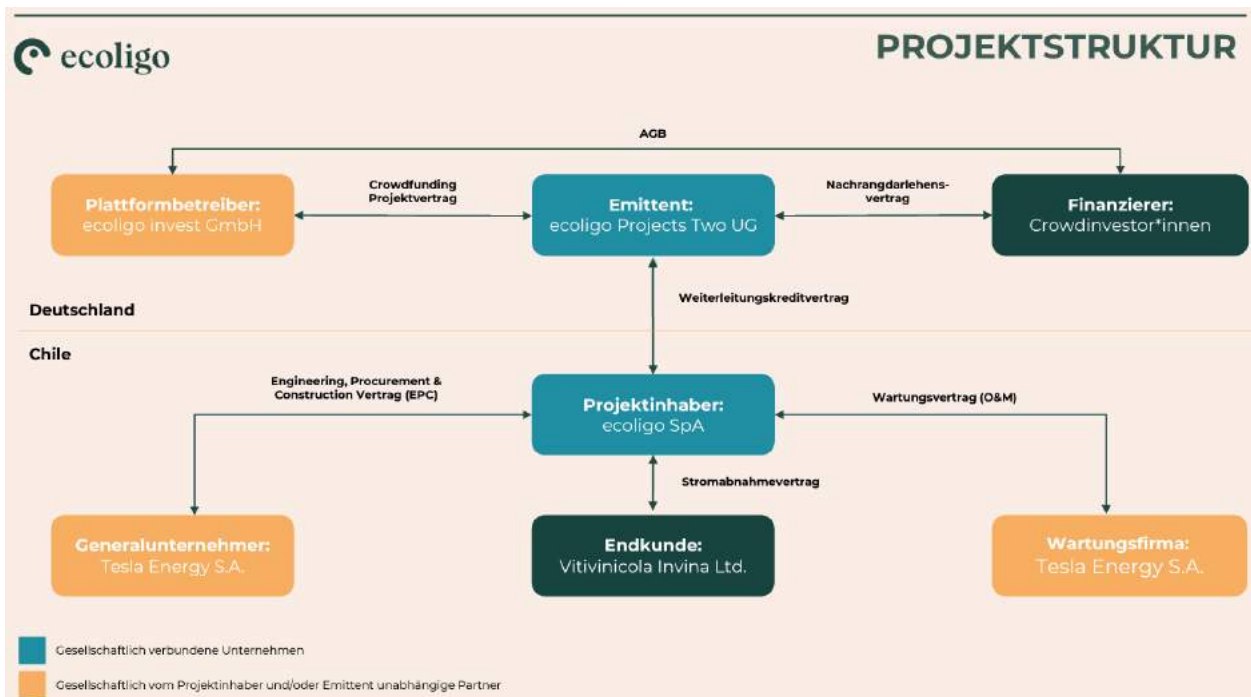 ecoligo
PROJEKTSTRUKTUR
AGB
Plattformbetreiber:
ecoligo invest GmbH
Crowdfunding
Projektvertrag
Emittent:
ecoligo Projects Two UG
Nachrangdarlehens-
vertrag
Finanzierer:
Crowdinvestor*innen
Weiterleitungskreditvertrag
Deutschland
Chile
Engineering, Procurement &
Construction Vertrag (EPC)
Projektinhaber:
ecoligo SpA
Wartungsvertrag (O&M)
Stromabnahmevertrag
Generalunternehmer:
Tesla Energy S.A.
Endkunde:
Vitivinicola Invina Ltd.
Wartungsfirma:
Tesla Energy S.A.
Gesellschaftlich verbundene Unternehmen
Gesellschaftlich vom Projektinhaber und/oder Emittent unabhängige Partner